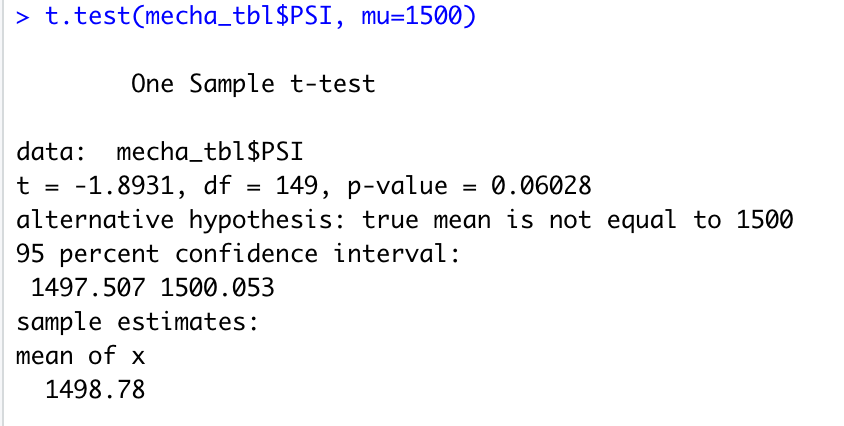 > t.test(mecha_tbl$PSI, mu=1500)
One Sample t-test
data:  mecha_tbl$PSI
t = -1.8931, df = 149, p-value = 0.06028
alternative hypothesis: true mean is not equal to 1500
95 percent confidence interval:
1497.507 1500.053
sample estimates:
mean of x
1498.78